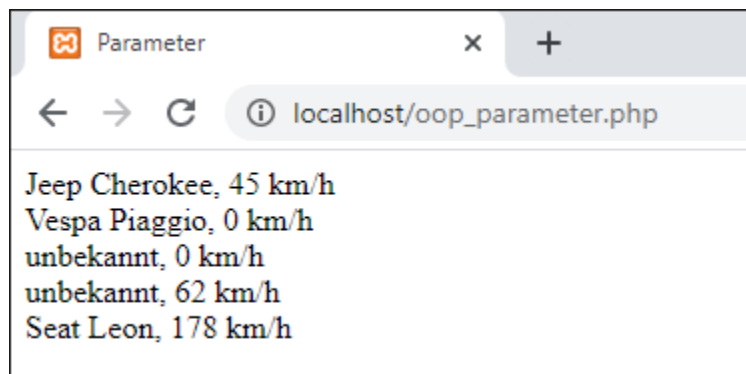 Parameter
localhost/oop_parameter.php
Jeep Cherokee, 45 km/h
Vespa Piaggio, 0 km/h
unbekannt, 0 km/h
unbekannt, 62 km/h
Seat Leon, 178 km/h